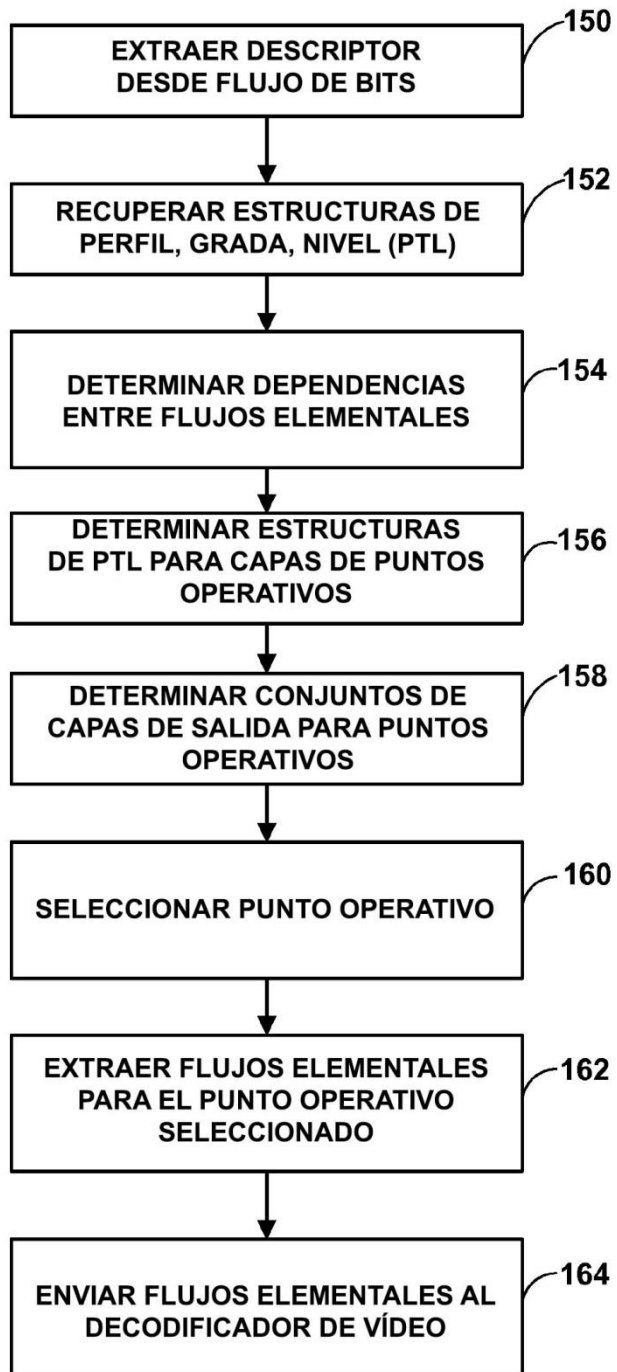 150
EXTRAER DESCRIPTOR
DESDE FLUJO DE BITS
152
RECUPERAR ESTRUCTURAS DE
PERFIL, GRADA, NIVEL (PTL)
154
DETERMINAR DEPENDENCIAS
ENTRE FLUJOS ELEMENTALES
156
DETERMINAR ESTRUCTURAS
DE PTL PARA CAPAS DE PUNTOS
OPERATIVOS
158
DETERMINAR CONJUNTOS DE
CAPAS DE SALIDA PARA PUNTOS
OPERATIVOS
160
SELECCIONAR PUNTO OPERATIVO
162
EXTRAER FLUJOS ELEMENTALES
PARA EL PUNTO OPERATIVO
SELECCIONADO
164
ENVIAR FLUJOS ELEMENTALES AL
DECODIFICADOR DE VÍDEO